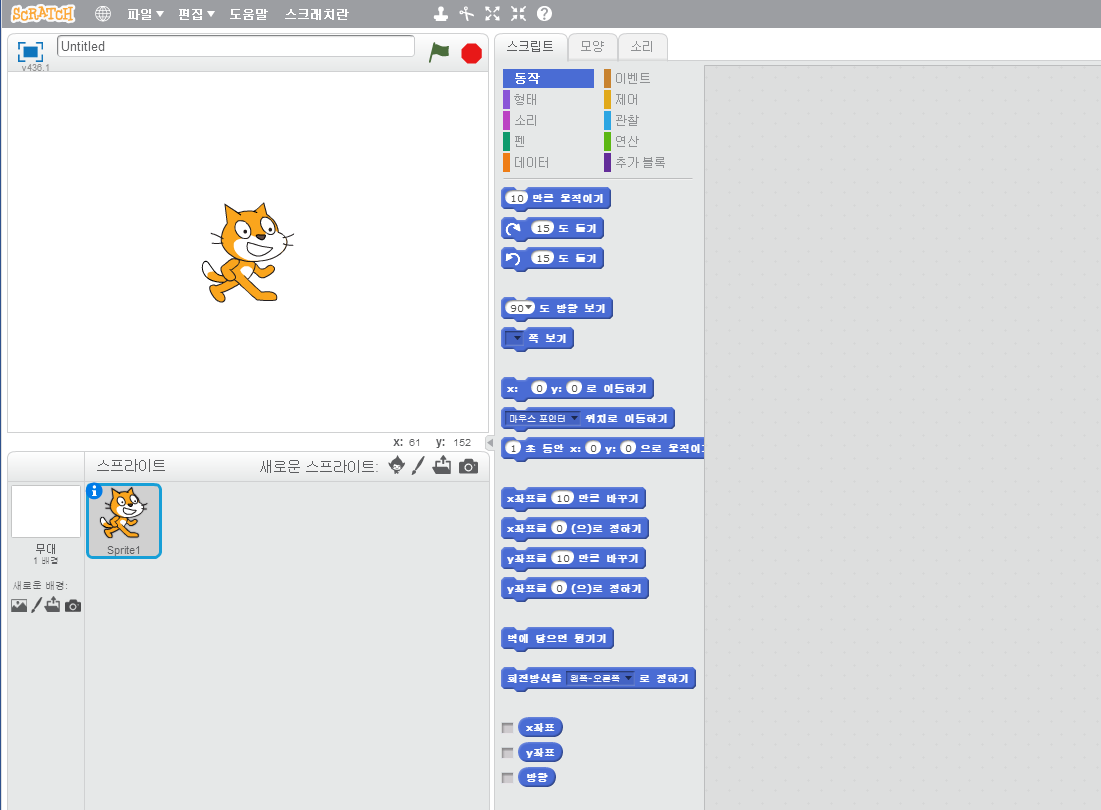 SCRATCH 파일 편집 도움말 스크래치란 ?
Untitled
v436.1
x: 61 y: 152
스프라이트 새로운 스프라이트:
i
Sprite1
무대
1 배경
새로운 배경:
스크립트 모양 소리
동작 이벤트
형태 제어
소리 관찰
펜 연산
데이터 추가 블록
10 만큼 움직이기
15 도 돌기
15 도 돌기
90 도 방향 보기
쪽 보기
x: 0 y: 0 로 이동하기
마우스 포인터 위치로 이동하기
1 초 동안 x: 0 y: 0 으로 움직이기
x좌표를 10 만큼 바꾸기
x좌표를 0 (으)로 정하기
y좌표를 10 만큼 바꾸기
y좌표를 0 (으)로 정하기
벽에 닿으면 튕기기
회전방식을 왼쪽-오른쪽 로 정하기
x좌표
y좌표
방향